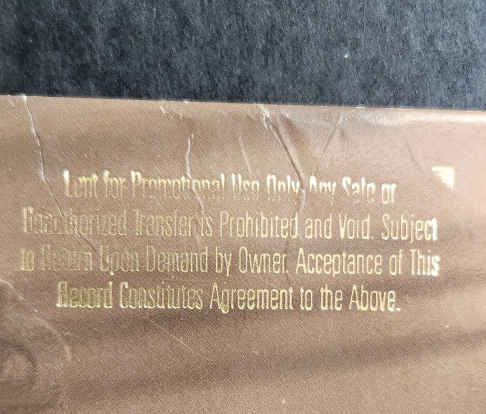 Lent for Promotional Use Only. Any Sale or
Unauthorized Transfer is Prohibited and Void. Subject
to Return Upon Demand by Owner. Acceptance of This
Record Constitutes Agreement to the Above.